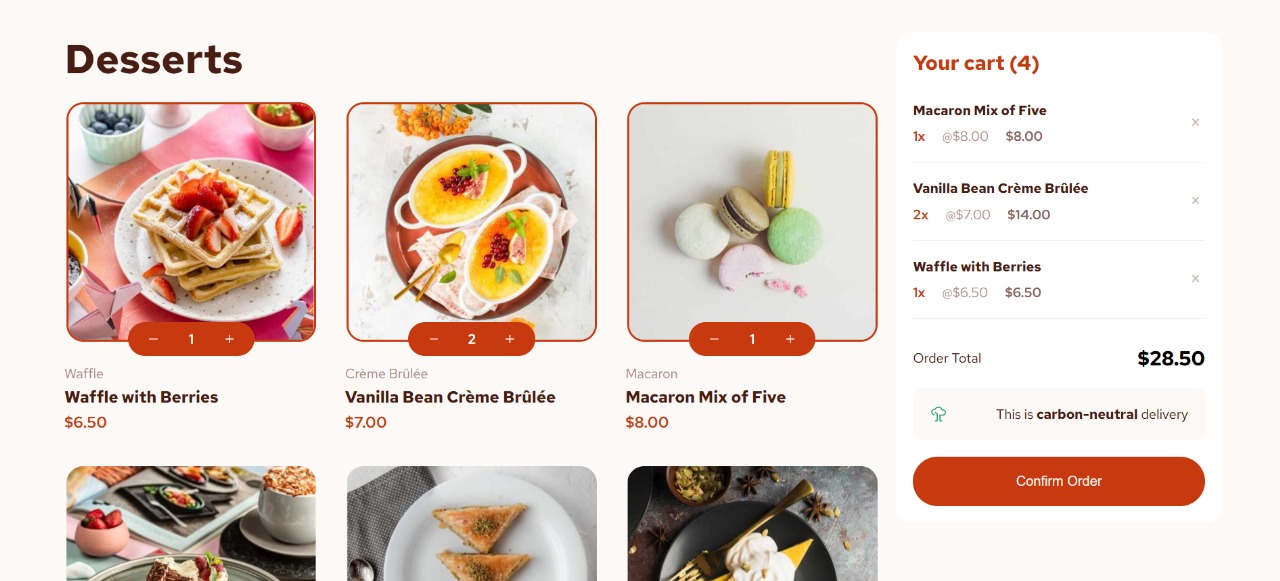 Desserts
− 1 +
Waffle
Waffle with Berries
$6.50
− 2 +
Crème Brûlée
Vanilla Bean Crème Brûlée
$7.00
− 1 +
Macaron
Macaron Mix of Five
$8.00
Your cart (4)
Macaron Mix of Five
1x @$8.00 $8.00
×
Vanilla Bean Crème Brûlée
2x @$7.00 $14.00
×
Waffle with Berries
1x @$6.50 $6.50
×
Order Total $28.50
This is carbon-neutral delivery
Confirm Order